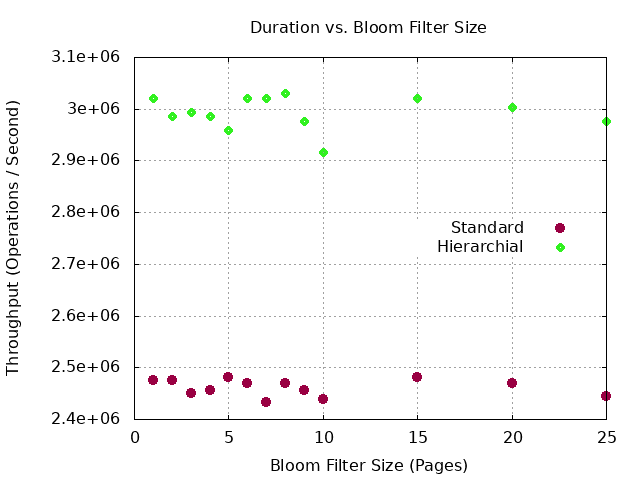 Duration vs. Bloom Filter Size
Throughput (Operations / Second)
3.1e+06
3e+06
2.9e+06
2.8e+06
2.7e+06
2.6e+06
2.5e+06
2.4e+06
Standard
Hierarchial
0 5 10 15 20 25
Bloom Filter Size (Pages)